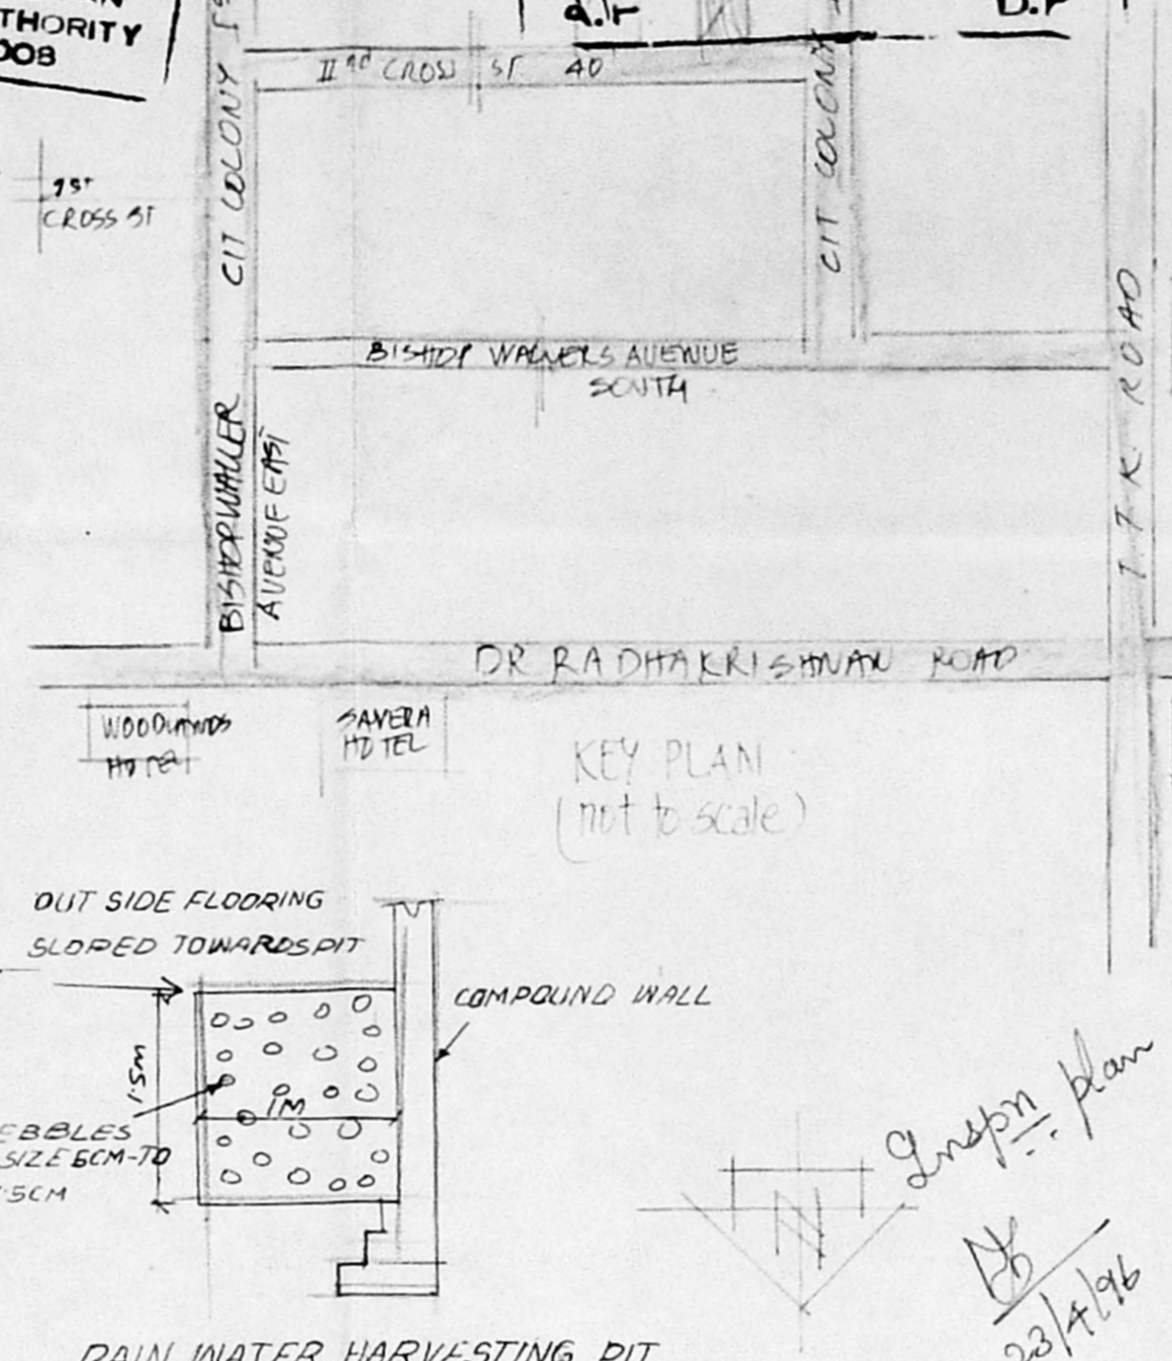 THORITY
008
a.r
D.F
II nd CROSS ST 40
CIT COLONY
CIT COLONY
1ST
CROSS ST
BISHOP WALLERS AVENUE
SOUTH
BISHOP WALLER
AVENUE EAST
T. T. K. ROAD
DR RADHAKRISHNAN ROAD
WOODLANDS
HOTEL
SAVERA
HOTEL
KEY PLAN
(not to scale)
OUT SIDE FLOORING
SLOPED TOWARDS PIT
COMPOUND WALL
1.5M
1M
EBBLES
SIZE 6CM-TO
.5CM
N
Inspn plan
23/4/96
RAIN WATER HARVESTING PIT